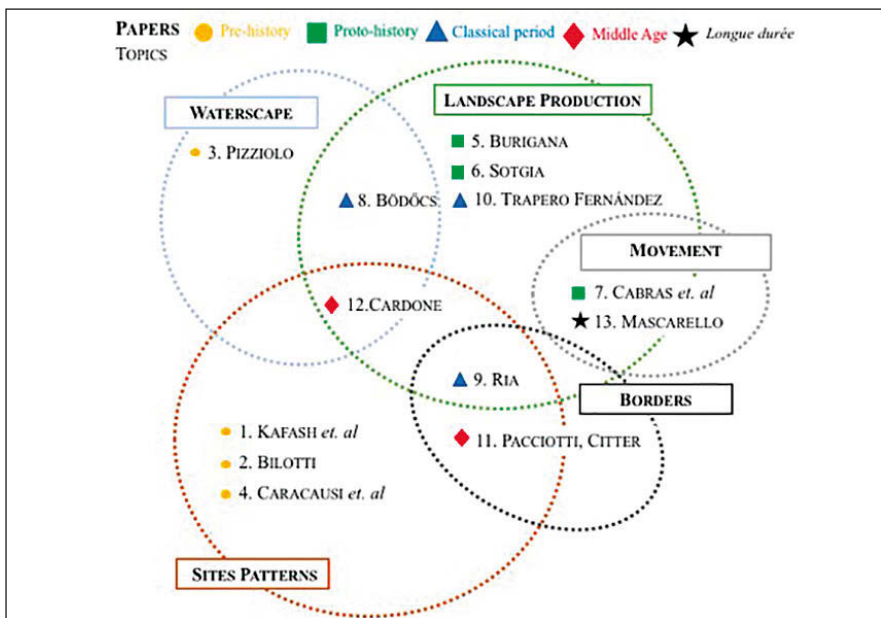 PAPERS Pre-history Proto-history Classical period Middle Age Longue durée
TOPICS
WATERSCAPE
LANDSCAPE PRODUCTION
3. PIZZIOLO
5. BURIGANA
6. SOTGIA
8. BÖDŐCS
10. TRAPERO FERNÁNDEZ
MOVEMENT
7. CABRAS et. al
13. MASCARELLO
12.CARDONE
9. RIA
BORDERS
11. PACCIOTTI, CITTER
1. KAFASH et. al
2. BILOTTI
4. CARACAUSI et. al
SITES PATTERNS